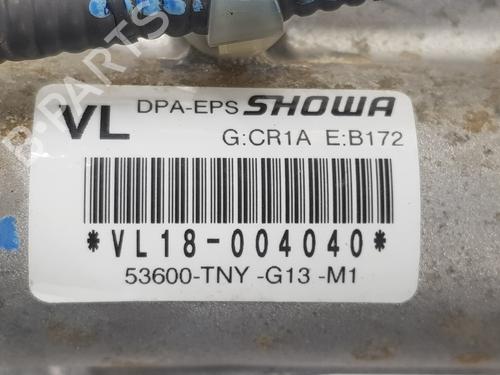 VL DPA-EPS SHOWA
G:CR1A E:B172
*VL18-004040*
53600-TNY -G13 -M1
B-PARTS